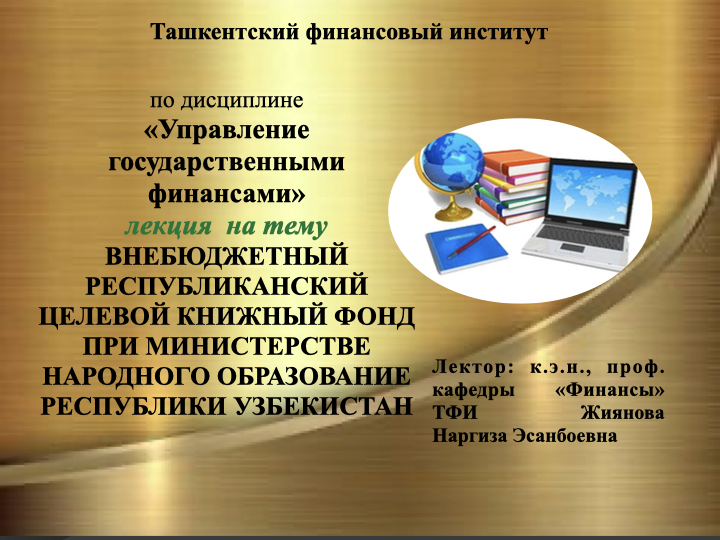 Ташкентский финансовый институт
по дисциплине
«Управление
государственными
финансами»
лекция на тему
ВНЕБЮДЖЕТНЫЙ
РЕСПУБЛИКАНСКИЙ
ЦЕЛЕВОЙ КНИЖНЫЙ ФОНД
ПРИ МИНИСТЕРСТВЕ
НАРОДНОГО ОБРАЗОВАНИЕ
РЕСПУБЛИКИ УЗБЕКИСТАН
Лектор: к.э.н., проф.
кафедры «Финансы»
ТФИ Жиянова
Наргиза Эсанбоевна